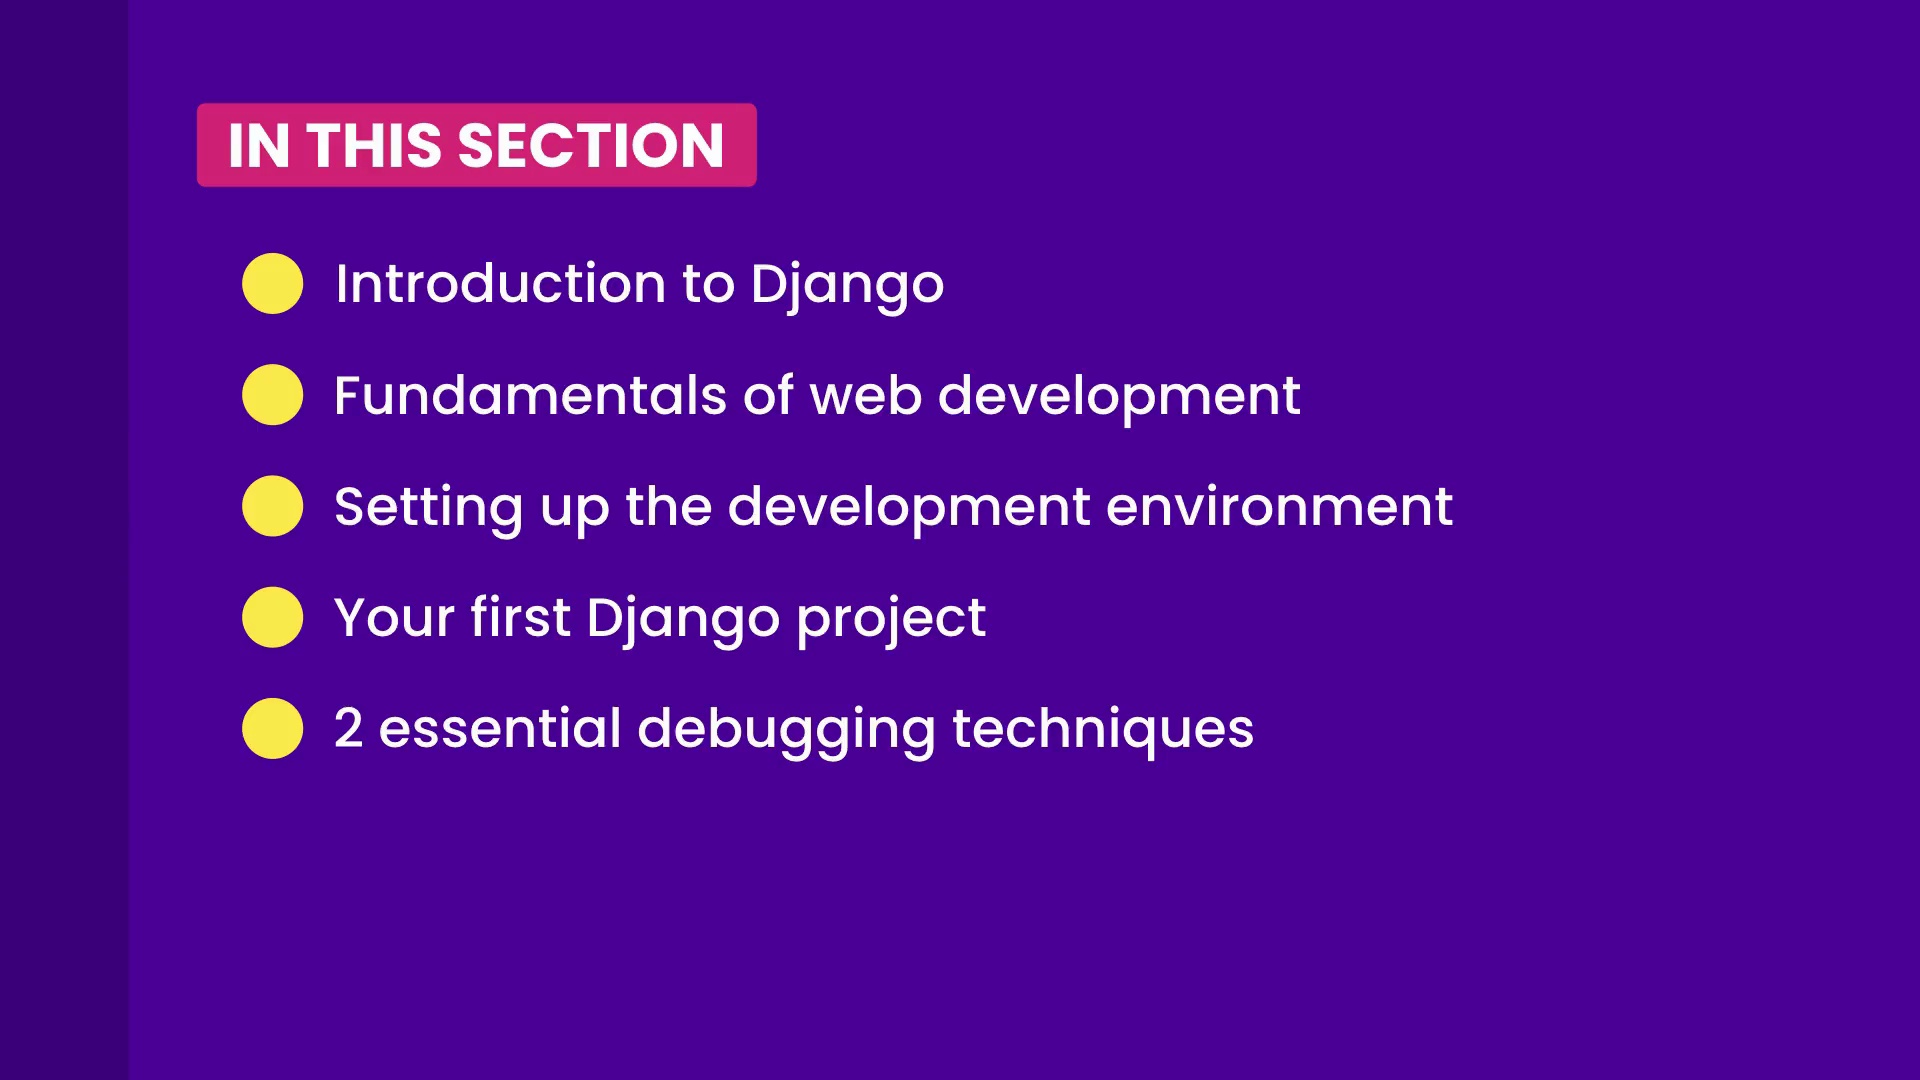 IN THIS SECTION
Introduction to Django
Fundamentals of web development
Setting up the development environment
Your first Django project
2 essential debugging techniques